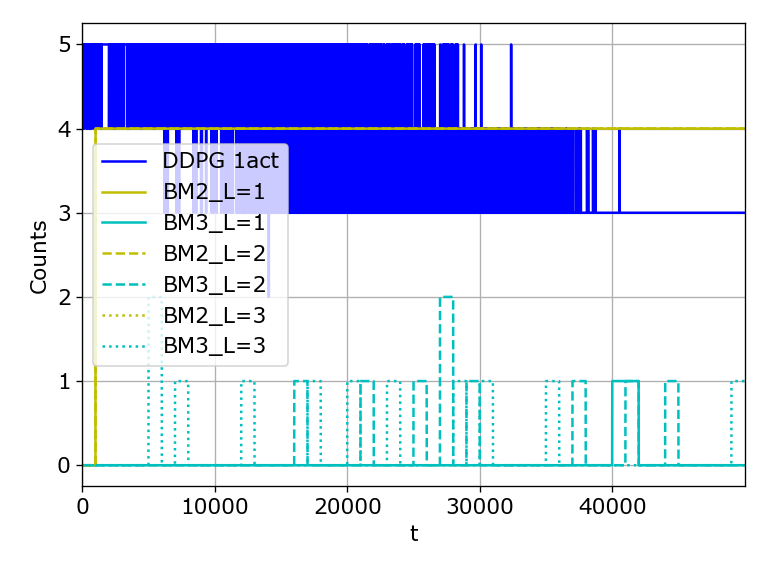 5
4
3
2
1
0
Counts
DDPG 1act
BM2_L=1
BM3_L=1
BM2_L=2
BM3_L=2
BM2_L=3
BM3_L=3
0 10000 20000 30000 40000
t